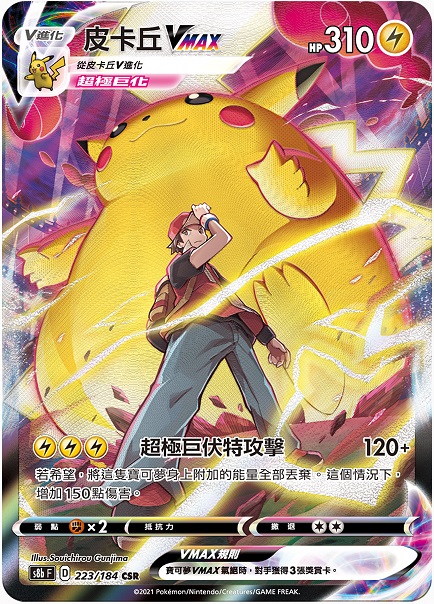 V進化
皮卡丘VMAX
HP310
從皮卡丘V進化
超極巨化
超極巨伏特攻擊 120+
若希望，將這隻寶可夢身上附加的能量全部丟棄。這個情況下，
增加150點傷害。
弱點 ×2 抵抗力 撤退
Illus.Souichirou Gunjima
s8b F D 223/184 CSR
VMAX規則
寶可夢VMAX氣絕時，對手獲得3張獎賞卡。
©2021 Pokémon/Nintendo/Creatures/GAME FREAK.